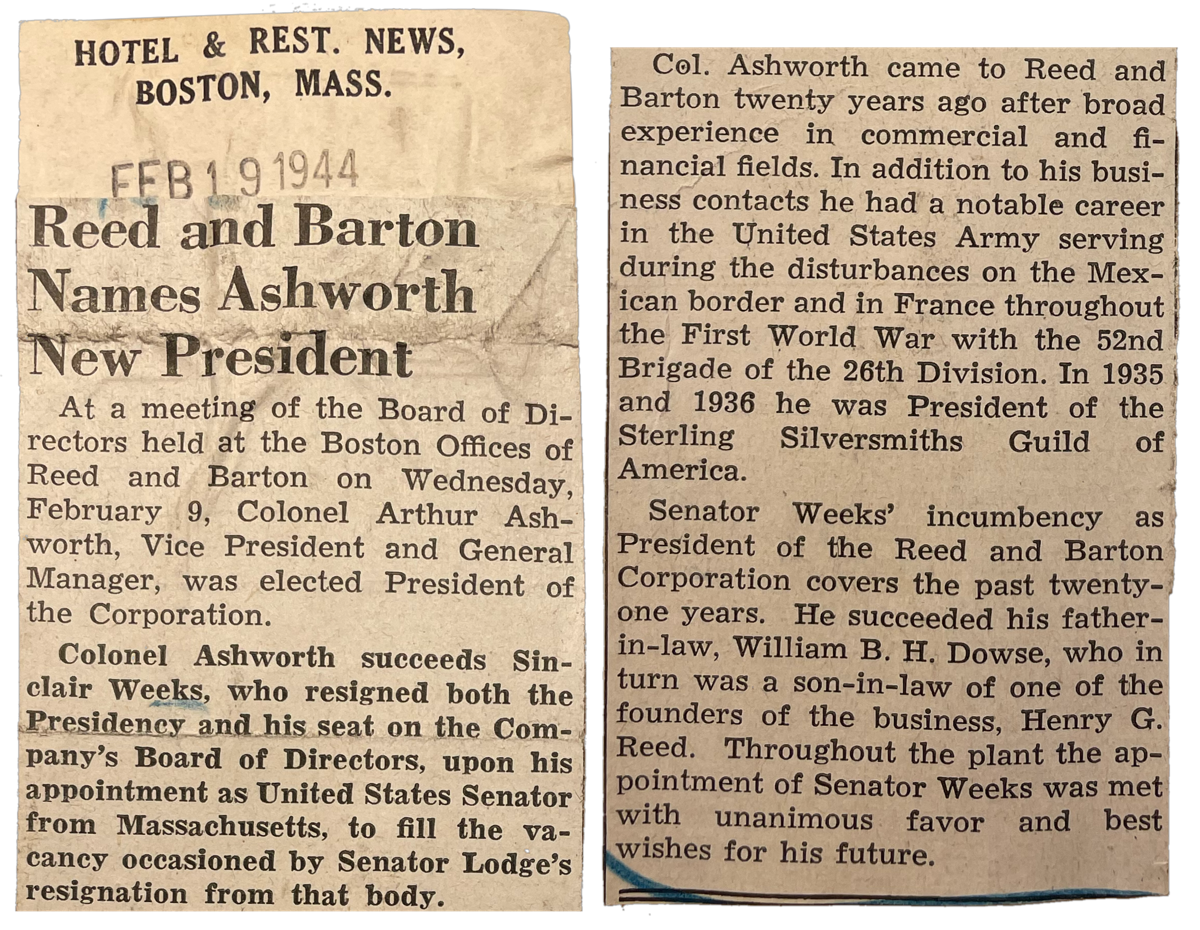 HOTEL & REST. NEWS,
BOSTON, MASS.
FEB 19 1944
Reed and Barton
Names Ashworth
New President
At a meeting of the Board of Di-
rectors held at the Boston Offices of
Reed and Barton on Wednesday,
February 9, Colonel Arthur Ash-
worth, Vice President and General
Manager, was elected President of
the Corporation.
Colonel Ashworth succeeds Sin-
clair Weeks, who resigned both the
Presidency and his seat on the Com-
pany's Board of Directors, upon his
appointment as United States Senator
from Massachusetts, to fill the va-
cancy occasioned by Senator Lodge's
resignation from that body.
Col. Ashworth came to Reed and
Barton twenty years ago after broad
experience in commercial and fi-
nancial fields. In addition to his busi-
ness contacts he had a notable career
in the United States Army serving
during the disturbances on the Mex-
ican border and in France throughout
the First World War with the 52nd
Brigade of the 26th Division. In 1935
and 1936 he was President of the
Sterling Silversmiths Guild of
America.
Senator Weeks' incumbency as
President of the Reed and Barton
Corporation covers the past twenty-
one years. He succeeded his father-
in-law, William B. H. Dowse, who in
turn was a son-in-law of one of the
founders of the business, Henry G.
Reed. Throughout the plant the ap-
pointment of Senator Weeks was met
with unanimous favor and best
wishes for his future.